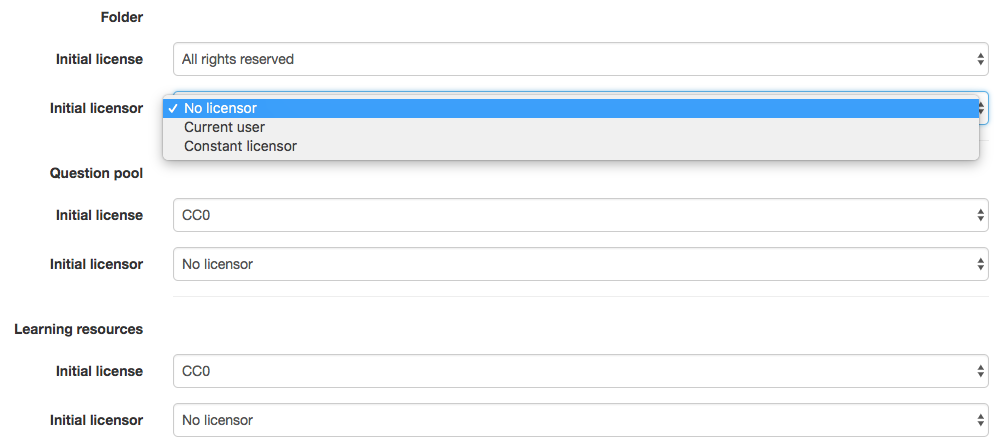 Folder
Initial license All rights reserved
Initial licensor ✓ No licensor
Current user
Constant licensor
Question pool
Initial license CC0
Initial licensor No licensor
Learning resources
Initial license CC0
Initial licensor No licensor